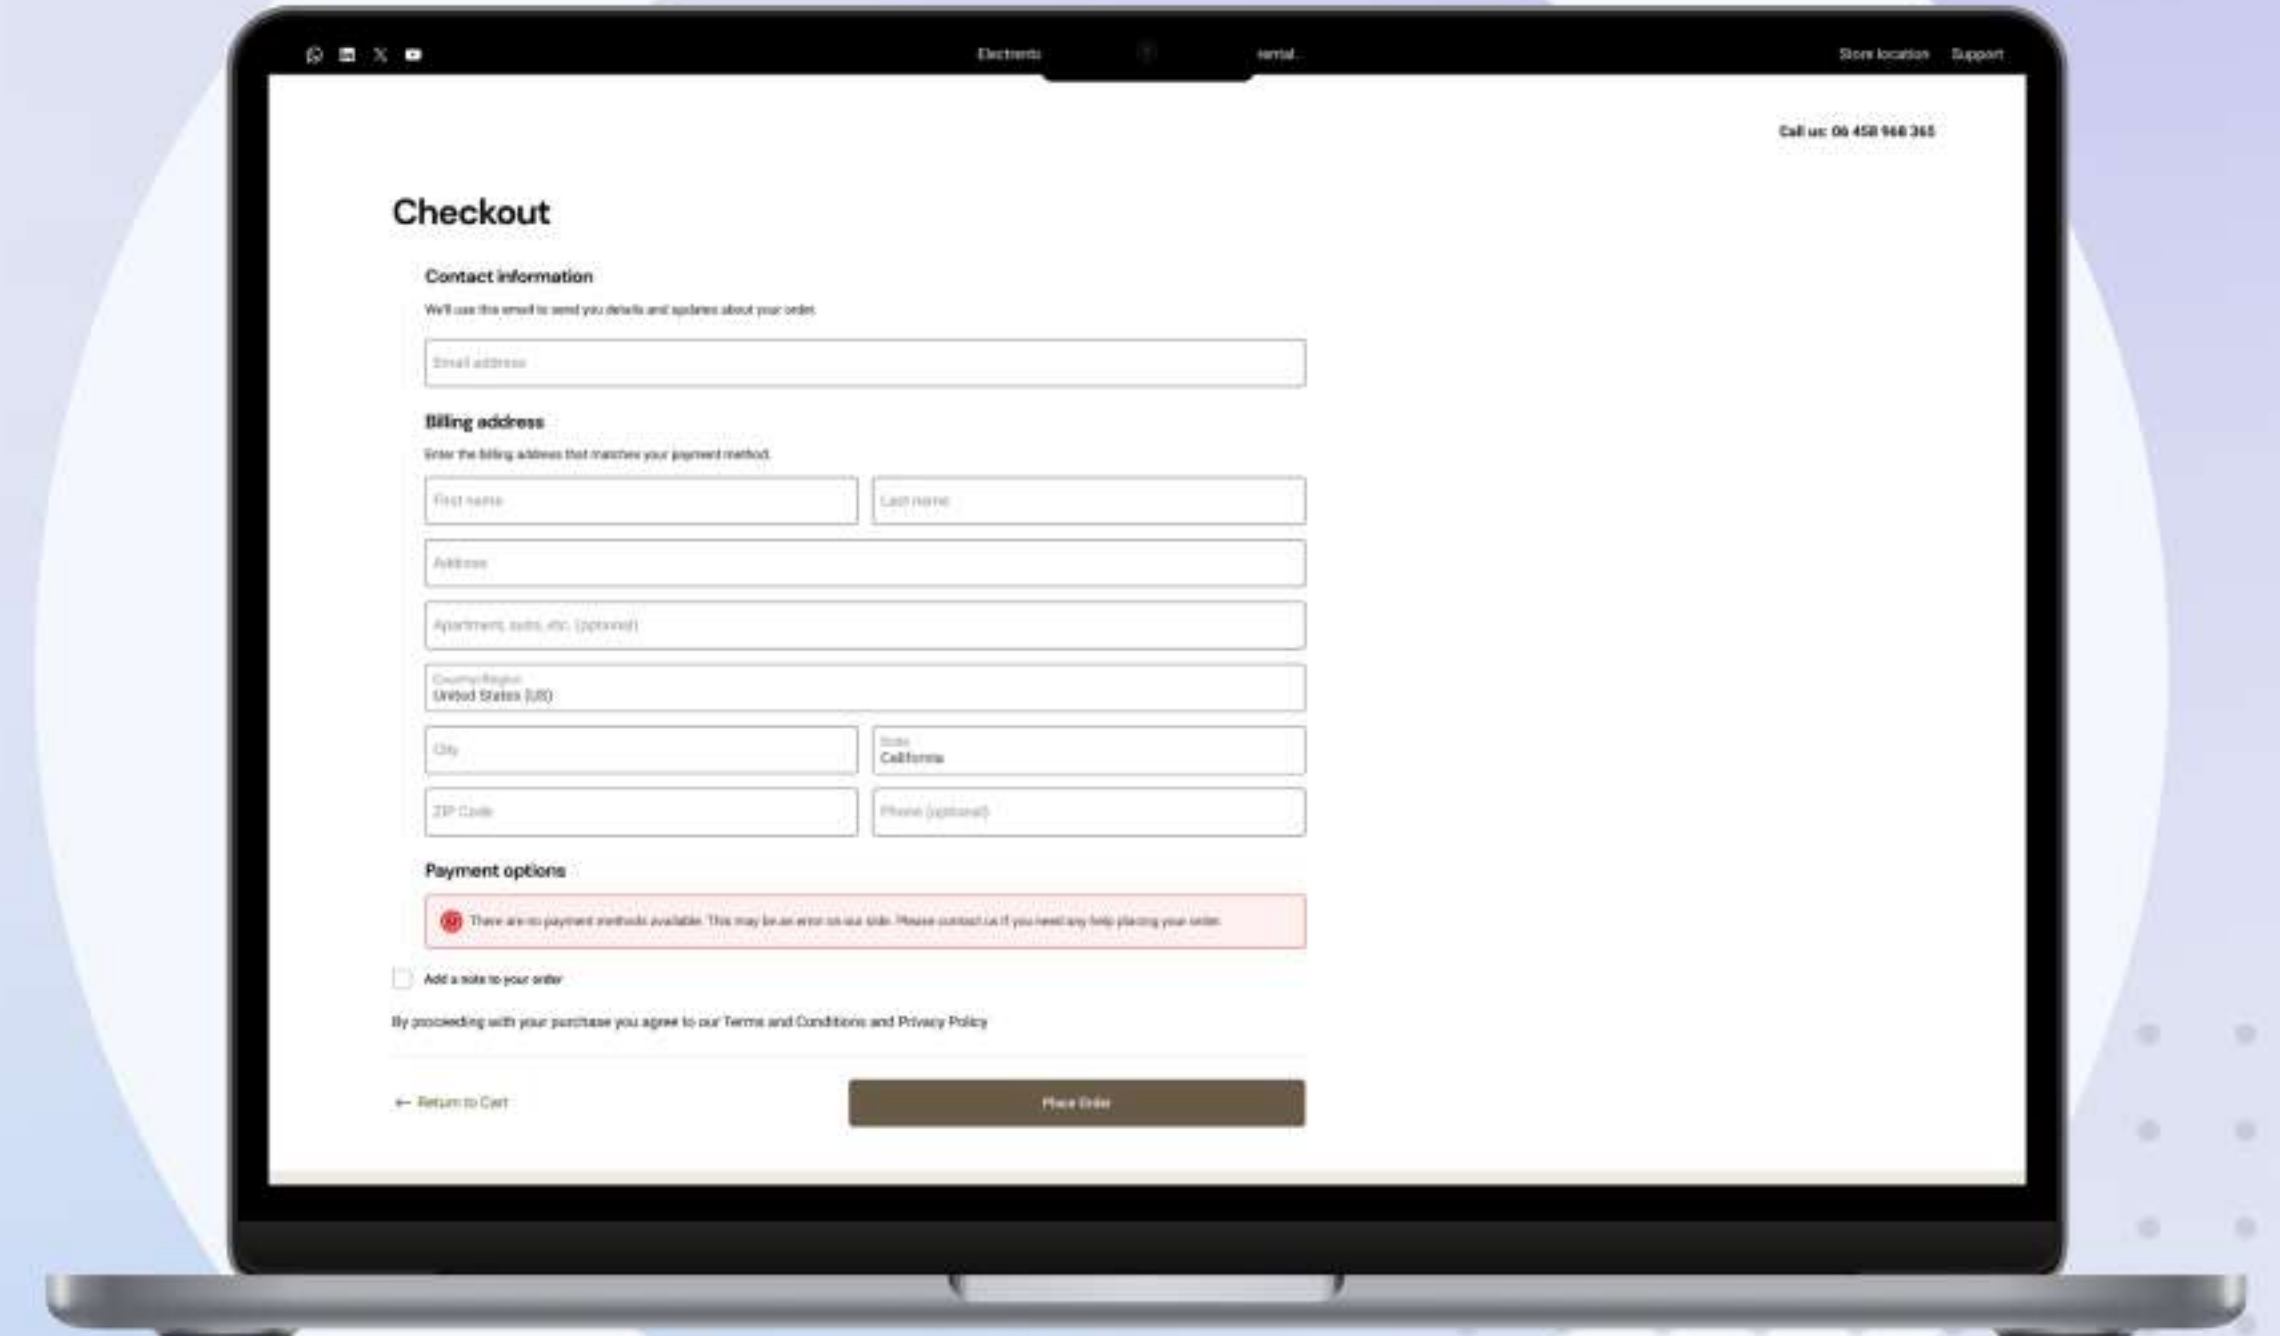 Electronic rental..
Store location Support
Call us: 06 458 968 365
Checkout
Contact information
We'll use this email to send you details and updates about your order.
Email address
Billing address
Enter the billing address that matches your payment method.
First name Last name
Address
Apartment, suite, etc. (optional)
Country/Region
United States (US)
City
State
California
ZIP Code Phone (optional)
Payment options
There are no payment methods available. This may be an error on our side. Please contact us if you need any help placing your order.
Add a note to your order
By proceeding with your purchase you agree to our Terms and Conditions and Privacy Policy
← Return to Cart
Place Order